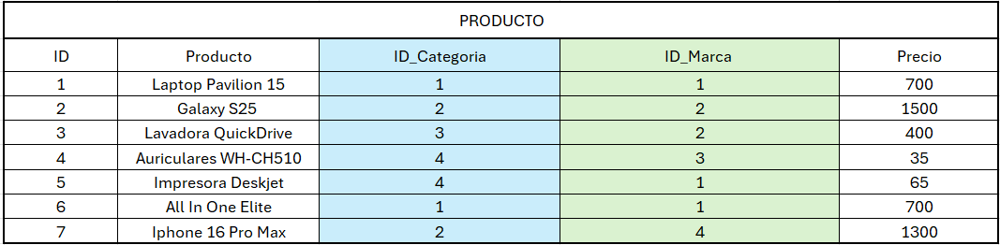 PRODUCTO
ID Producto ID_Categoria ID_Marca Precio
1 Laptop Pavilion 15 1 1 700
2 Galaxy S25 2 2 1500
3 Lavadora QuickDrive 3 2 400
4 Auriculares WH-CH510 4 3 35
5 Impresora Deskjet 4 1 65
6 All In One Elite 1 1 700
7 Iphone 16 Pro Max 2 4 1300